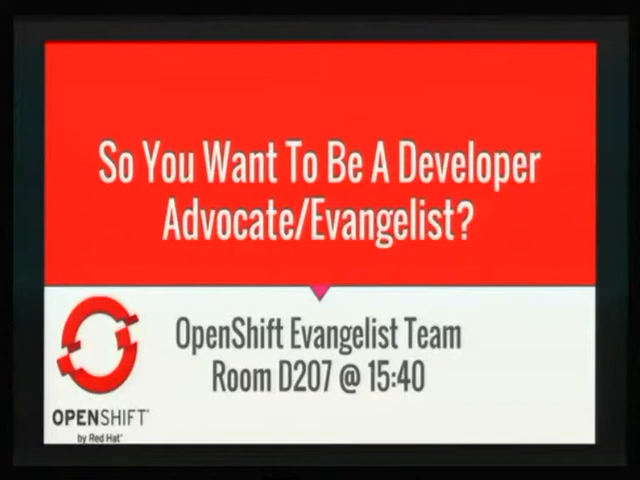 So You Want To Be A Developer
Advocate/Evangelist?
OpenShift Evangelist Team
Room D207 @ 15:40
OPENSHIFT
by Red Hat